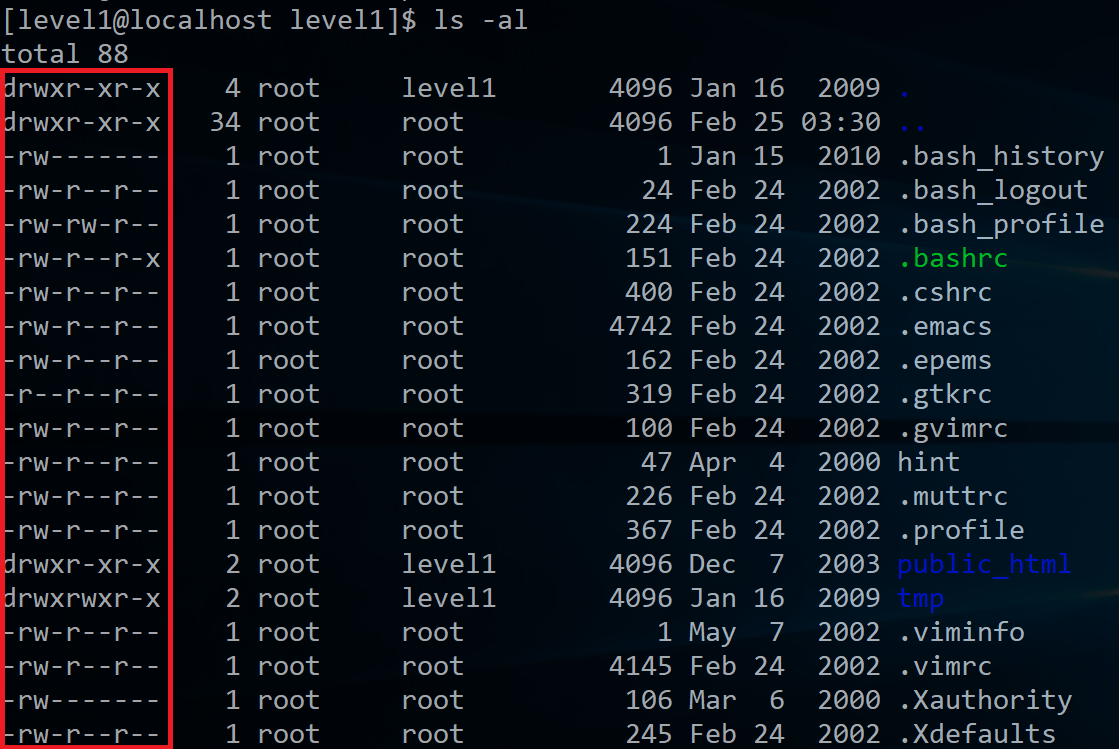 [level1@localhost level1]$ ls -al
total 88
drwxr-xr-x    4 root     level1       4096 Jan 16  2009 .
drwxr-xr-x   34 root     root         4096 Feb 25 03:30 ..
-rw-------    1 root     root            1 Jan 15  2010 .bash_history
-rw-r--r--    1 root     root           24 Feb 24  2002 .bash_logout
-rw-rw-r--    1 root     root          224 Feb 24  2002 .bash_profile
-rw-r--r-x    1 root     root          151 Feb 24  2002 .bashrc
-rw-r--r--    1 root     root          400 Feb 24  2002 .cshrc
-rw-r--r--    1 root     root         4742 Feb 24  2002 .emacs
-rw-r--r--    1 root     root          162 Feb 24  2002 .epems
-r--r--r--    1 root     root          319 Feb 24  2002 .gtkrc
-rw-r--r--    1 root     root          100 Feb 24  2002 .gvimrc
-rw-r--r--    1 root     root           47 Apr  4  2000 hint
-rw-r--r--    1 root     root          226 Feb 24  2002 .muttrc
-rw-r--r--    1 root     root          367 Feb 24  2002 .profile
drwxr-xr-x    2 root     level1       4096 Dec  7  2003 public_html
drwxrwxr-x    2 root     level1       4096 Jan 16  2009 tmp
-rw-r--r--    1 root     root            1 May  7  2002 .viminfo
-rw-r--r--    1 root     root         4145 Feb 24  2002 .vimrc
-rw-------    1 root     root          106 Mar  6  2000 .Xauthority
-rw-r--r--    1 root     root          245 Feb 24  2002 .Xdefaults